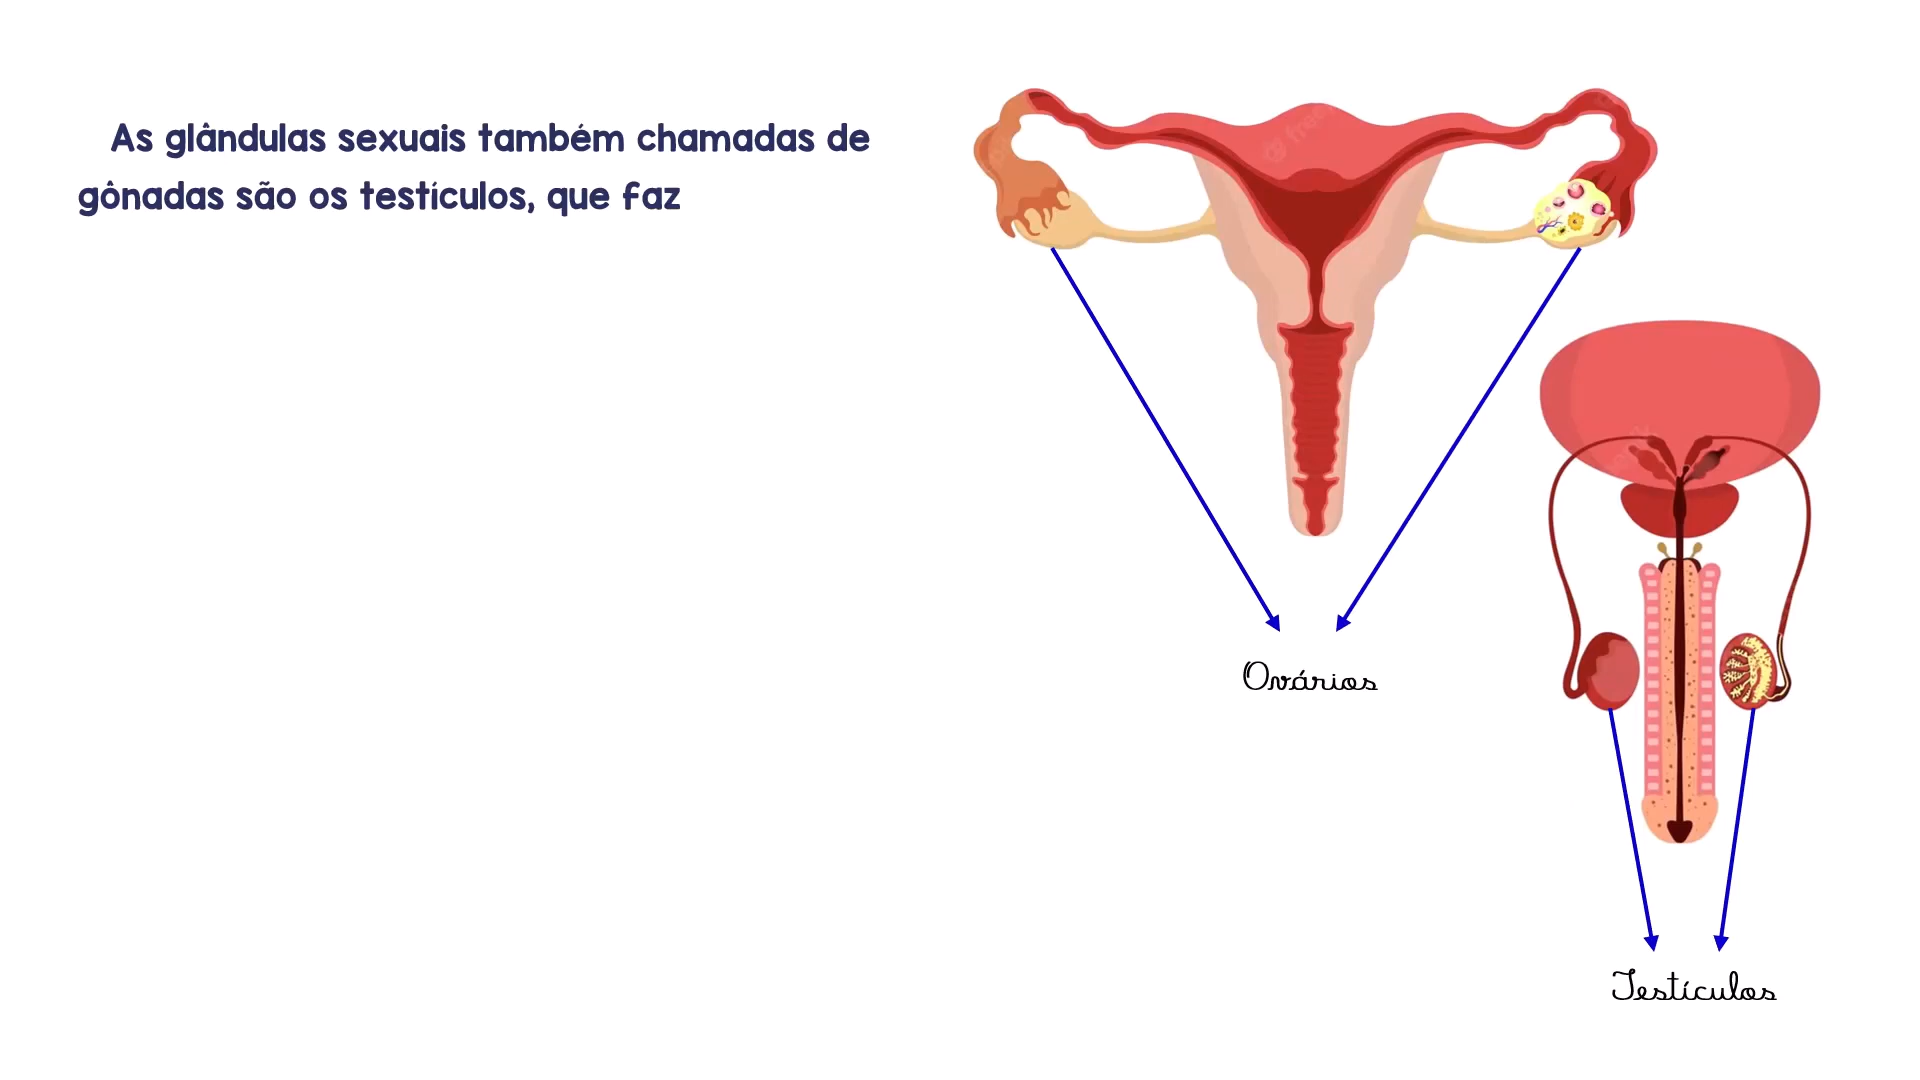 As glândulas sexuais também chamadas de
gônadas são os testículos, que faz
Ovários
Testículos